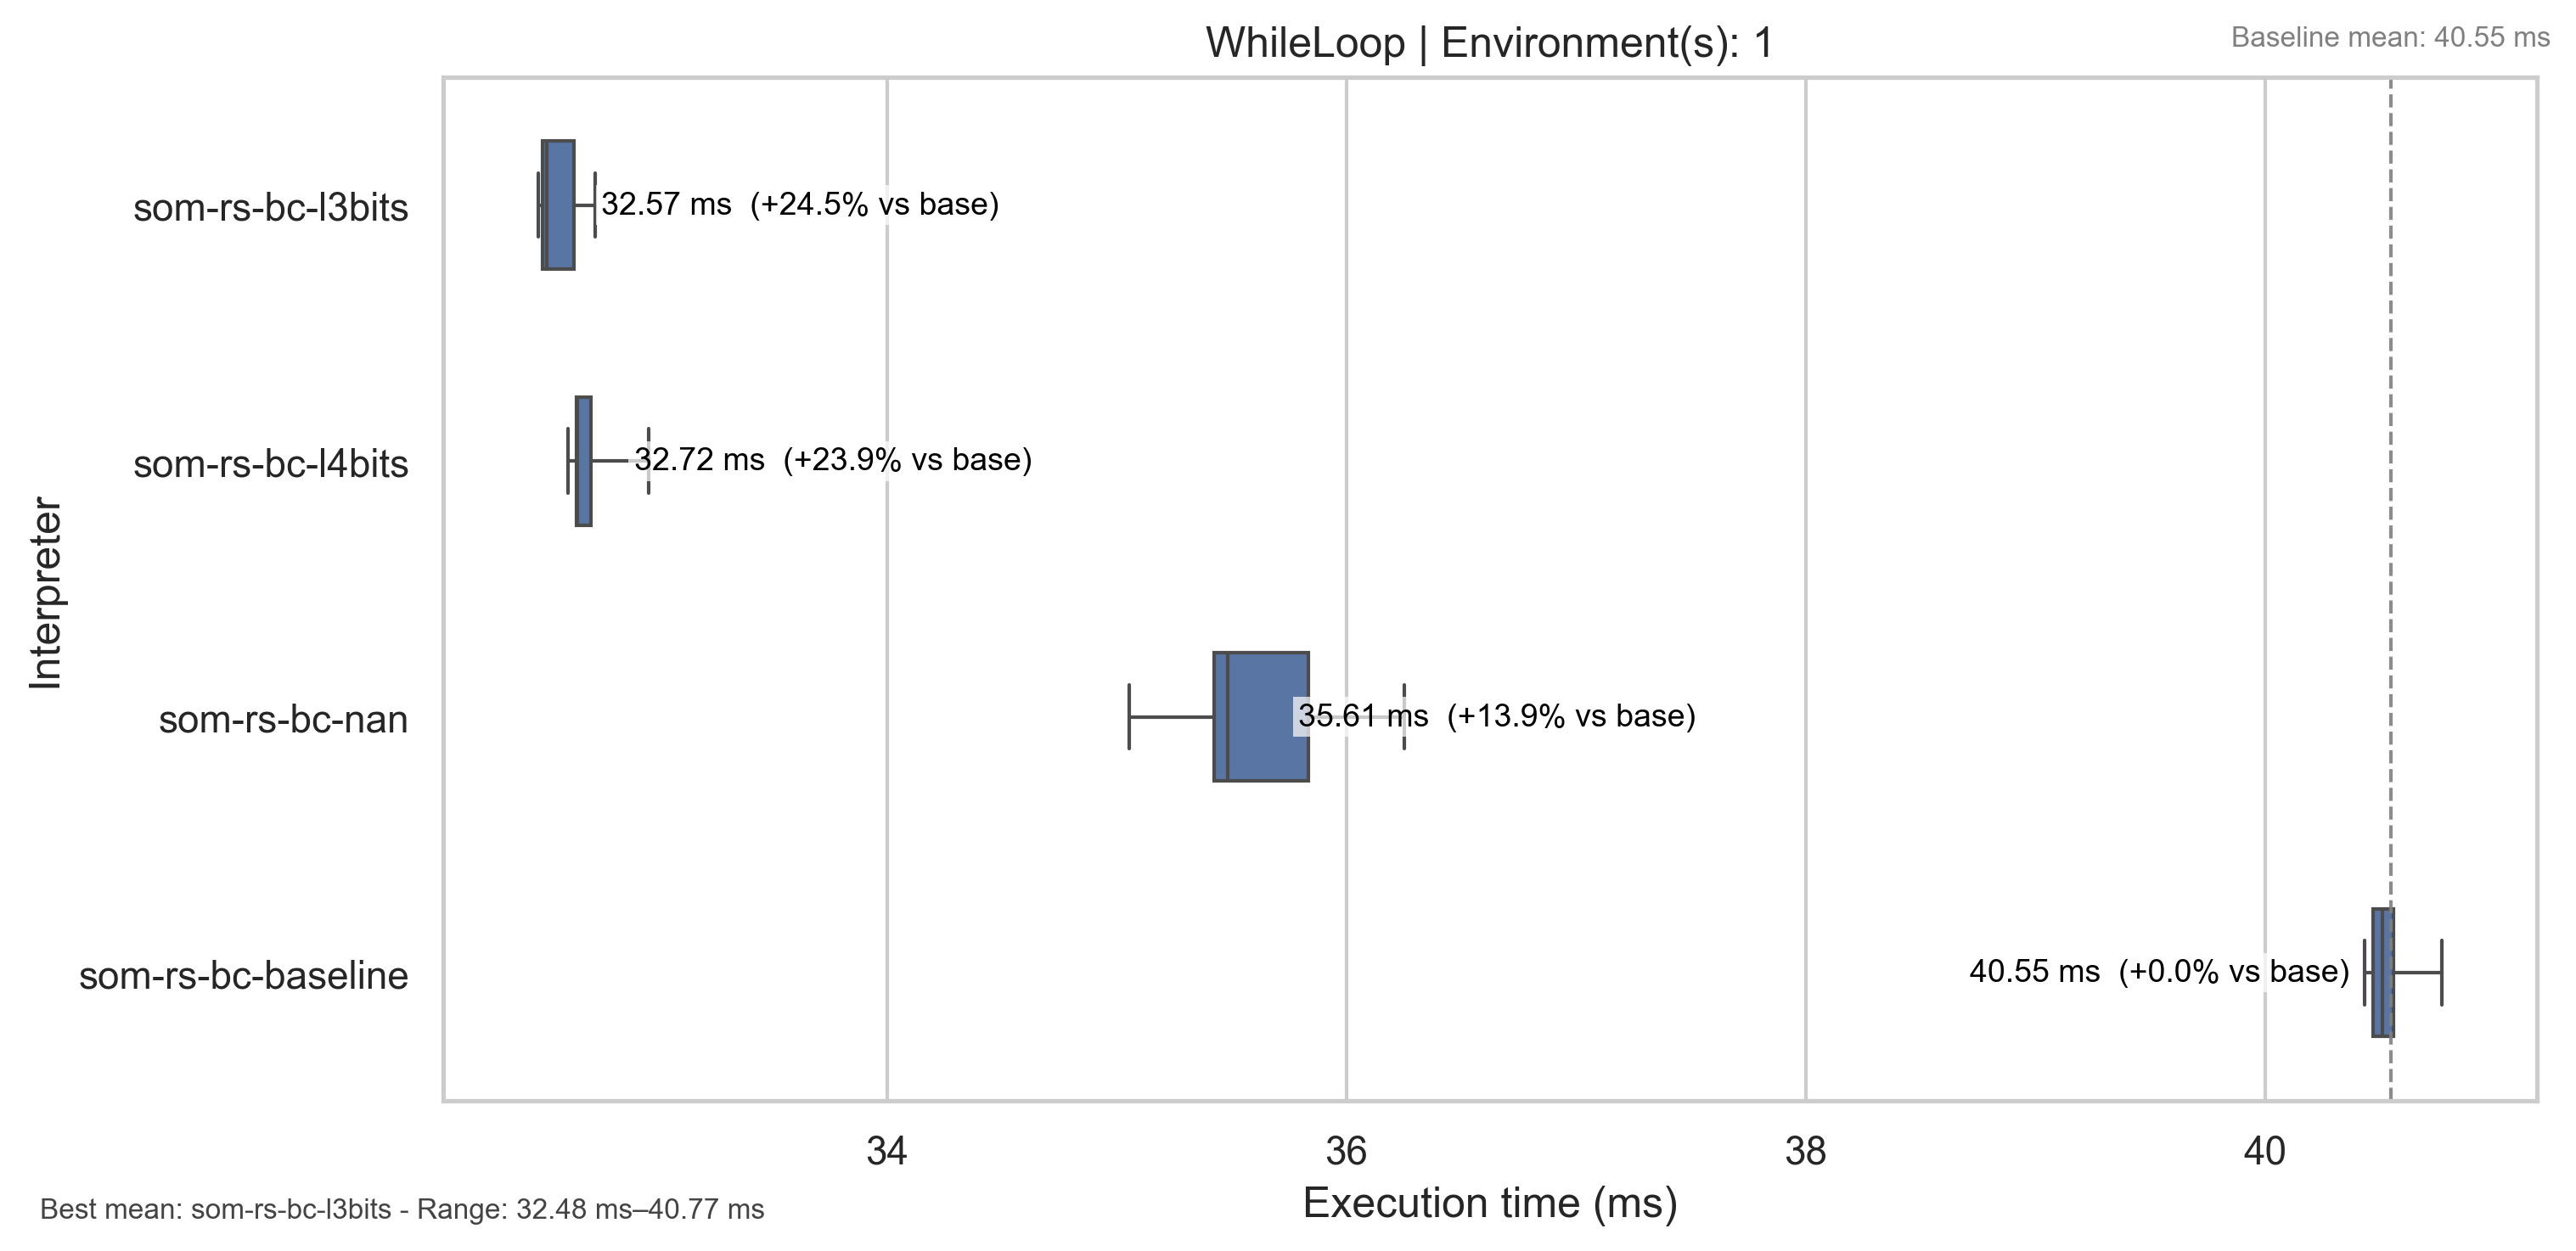 WhileLoop | Environment(s): 1
Baseline mean: 40.55 ms
som-rs-bc-l3bits
32.57 ms (+24.5% vs base)
som-rs-bc-l4bits
32.72 ms (+23.9% vs base)
Interpreter
som-rs-bc-nan
35.61 ms (+13.9% vs base)
som-rs-bc-baseline
40.55 ms (+0.0% vs base)
34 36 38 40
Execution time (ms)
Best mean: som-rs-bc-l3bits - Range: 32.48 ms–40.77 ms